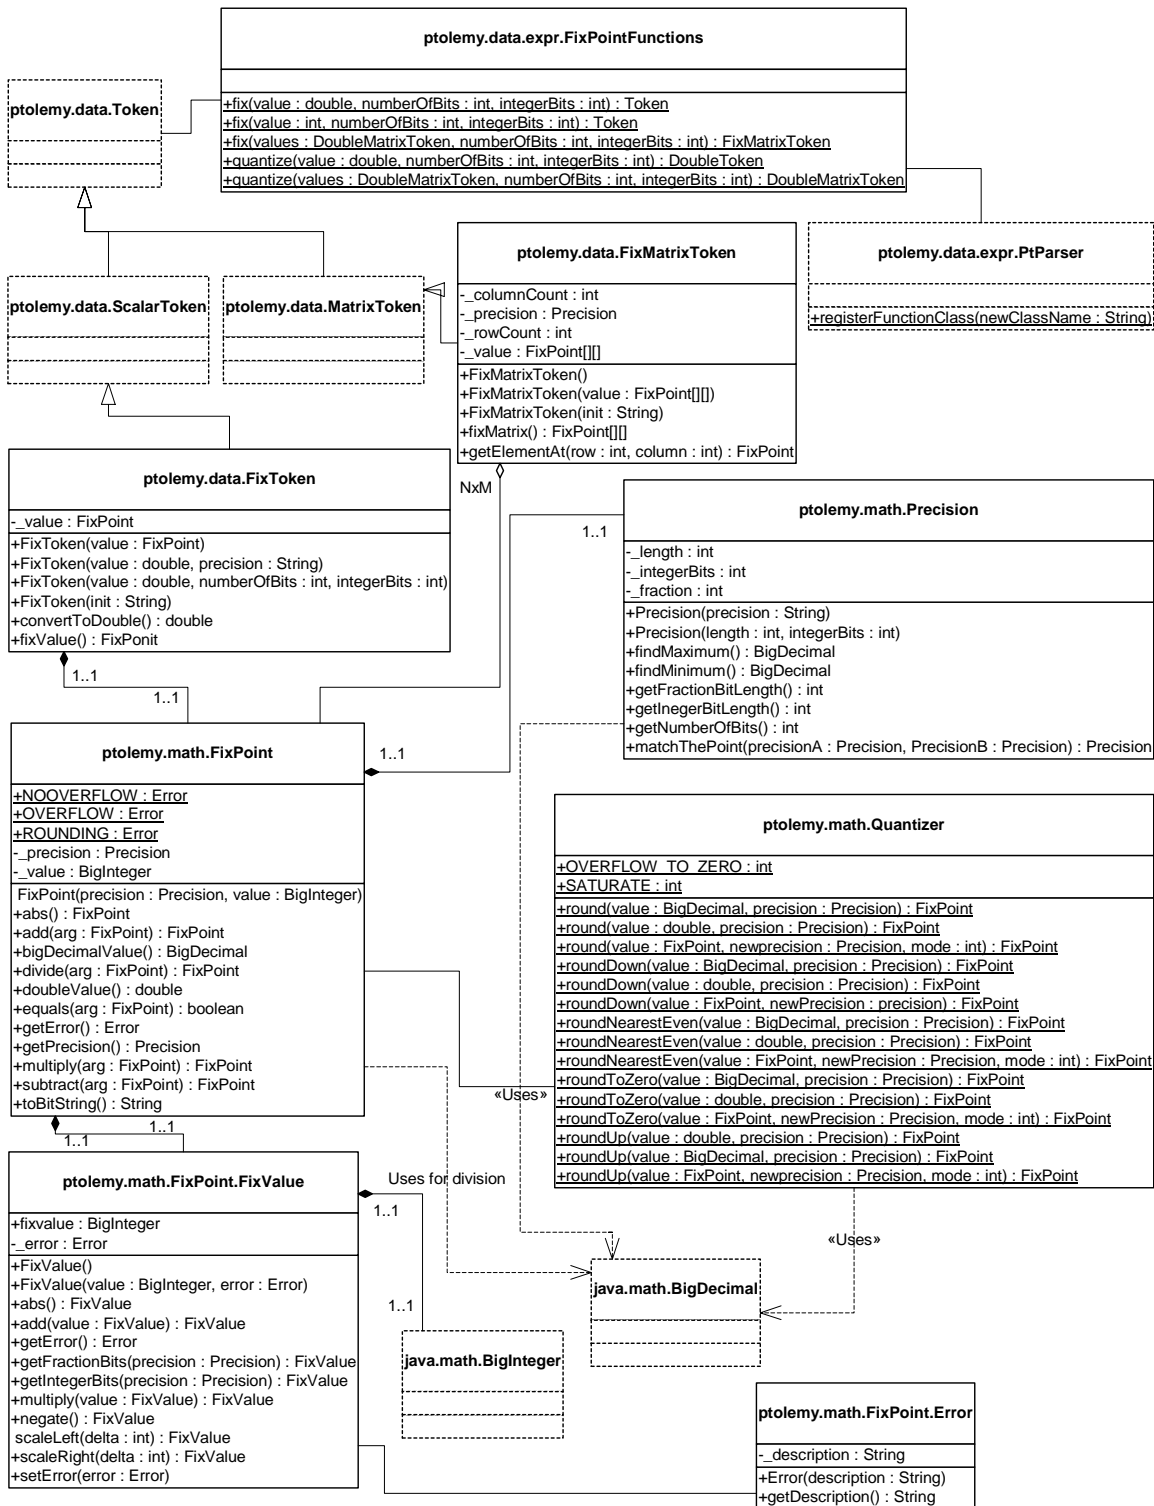 ptolemy.data.expr.FixPointFunctions
+fix(value : double, numberOfBits : int, integerBits : int) : Token
+fix(value : int, numberOfBits : int, integerBits : int) : Token
+fix(values : DoubleMatrixToken, numberOfBits : int, integerBits : int) : FixMatrixToken
+quantize(value : double, numberOfBits : int, integerBits : int) : DoubleToken
+quantize(values : DoubleMatrixToken, numberOfBits : int, integerBits : int) : DoubleMatrixToken
ptolemy.data.Token
ptolemy.data.ScalarToken
ptolemy.data.MatrixToken
ptolemy.data.FixMatrixToken
-_columnCount : int
-_precision : Precision
-_rowCount : int
-_value : FixPoint[][]
+FixMatrixToken()
+FixMatrixToken(value : FixPoint[][])
+FixMatrixToken(init : String)
+fixMatrix() : FixPoint[][]
+getElementAt(row : int, column : int) : FixPoint
ptolemy.data.expr.PtParser
+registerFunctionClass(newClassName : String)
ptolemy.data.FixToken
-_value : FixPoint
+FixToken(value : FixPoint)
+FixToken(value : double, precision : String)
+FixToken(value : double, numberOfBits : int, integerBits : int)
+FixToken(init : String)
+convertToDouble() : double
+fixValue() : FixPonit
NxM
1..1
ptolemy.math.Precision
-_length : int
-_integerBits : int
-_fraction : int
+Precision(precision : String)
+Precision(length : int, integerBits : int)
+findMaximum() : BigDecimal
+findMinimum() : BigDecimal
+getFractionBitLength() : int
+getInegerBitLength() : int
+getNumberOfBits() : int
+matchThePoint(precisionA : Precision, PrecisionB : Precision) : Precision
1..1
1..1
ptolemy.math.FixPoint
+NOOVERFLOW : Error
+OVERFLOW : Error
+ROUNDING : Error
-_precision : Precision
-_value : BigInteger
FixPoint(precision : Precision, value : BigInteger)
+abs() : FixPoint
+add(arg : FixPoint) : FixPoint
+bigDecimalValue() : BigDecimal
+divide(arg : FixPoint) : FixPoint
+doubleValue() : double
+equals(arg : FixPoint) : boolean
+getError() : Error
+getPrecision() : Precision
+multiply(arg : FixPoint) : FixPoint
+subtract(arg : FixPoint) : FixPoint
+toBitString() : String
1..1
ptolemy.math.Quantizer
+OVERFLOW_TO_ZERO : int
+SATURATE : int
+round(value : BigDecimal, precision : Precision) : FixPoint
+round(value : double, precision : Precision) : FixPoint
+round(value : FixPoint, newprecision : Precision, mode : int) : FixPoint
+roundDown(value : BigDecimal, precision : Precision) : FixPoint
+roundDown(value : double, precision : Precision) : FixPoint
+roundDown(value : FixPoint, newPrecision : precision) : FixPoint
+roundNearestEven(value : BigDecimal, precision : Precision) : FixPoint
+roundNearestEven(value : double, precision : Precision) : FixPoint
+roundNearestEven(value : FixPoint, newPrecision : Precision, mode : int) : FixPoint
+roundToZero(value : BigDecimal, precision : Precision) : FixPoint
+roundToZero(value : double, precision : Precision) : FixPoint
+roundToZero(value : FixPoint, newPrecision : Precision, mode : int) : FixPoint
+roundUp(value : double, precision : Precision) : FixPoint
+roundUp(value : BigDecimal, precision : Precision) : FixPoint
+roundUp(value : FixPoint, newprecision : Precision, mode : int) : FixPoint
«Uses»
1..1
1..1
ptolemy.math.FixPoint.FixValue
+fixvalue : BigInteger
-_error : Error
+FixValue()
+FixValue(value : BigInteger, error : Error)
+abs() : FixValue
+add(value : FixValue) : FixValue
+getError() : Error
+getFractionBits(precision : Precision) : FixValue
+getIntegerBits(precision : Precision) : FixValue
+multiply(value : FixValue) : FixValue
+negate() : FixValue
scaleLeft(delta : int) : FixValue
+scaleRight(delta : int) : FixValue
+setError(error : Error)
Uses for division
1..1
1..1
«Uses»
java.math.BigDecimal
java.math.BigInteger
ptolemy.math.FixPoint.Error
-_description : String
+Error(description : String)
+getDescription() : String